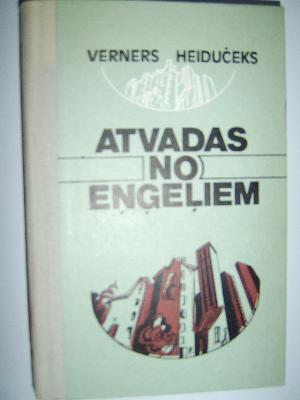 VERNERS HEIDUČEKS
ATVADAS
NO
EŅĢEĻIEM